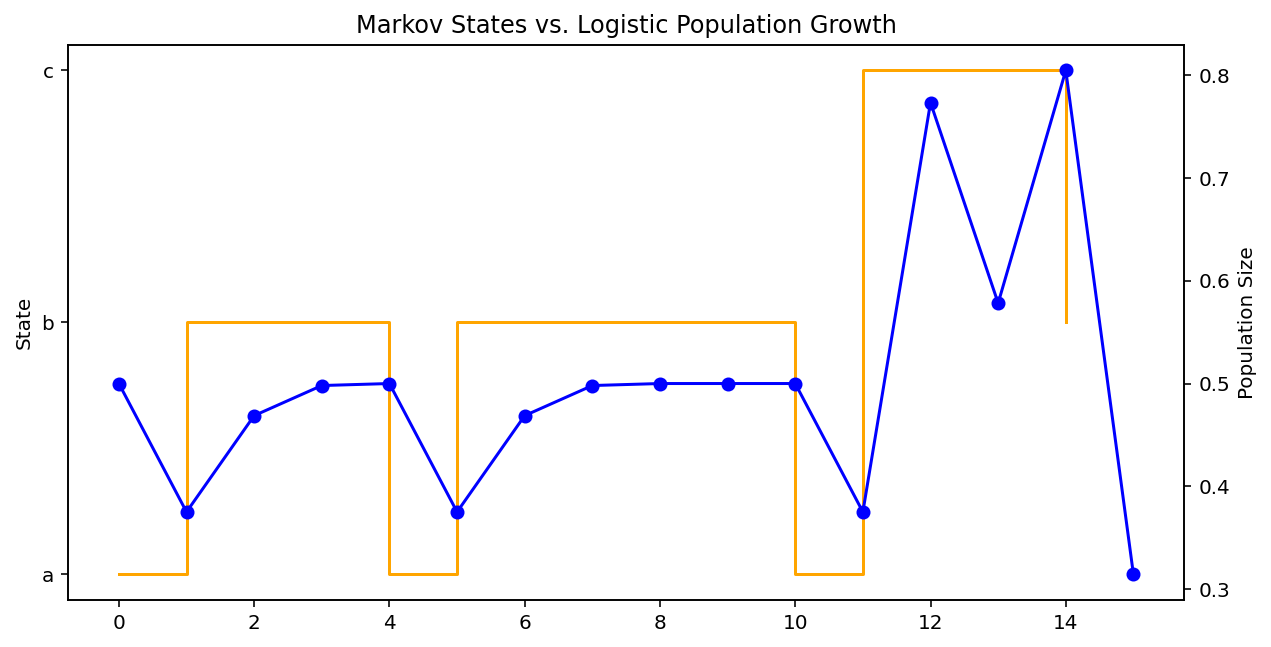 Markov States vs. Logistic Population Growth
State
c
b
a
0 2 4 6 8 10 12 14
0.8
0.7
0.6
0.5
0.4
0.3
Population Size